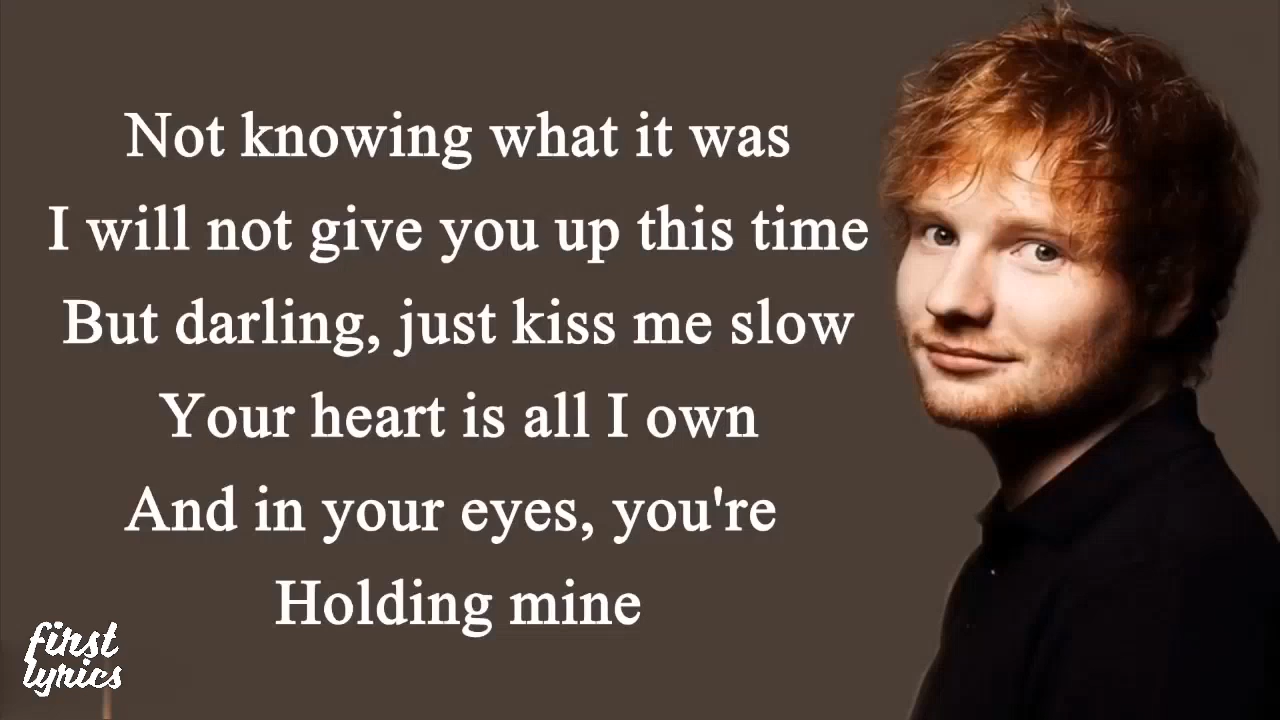 Not knowing what it was
I will not give you up this time
But darling, just kiss me slow
Your heart is all I own
And in your eyes, you're
Holding mine
first
lyrics